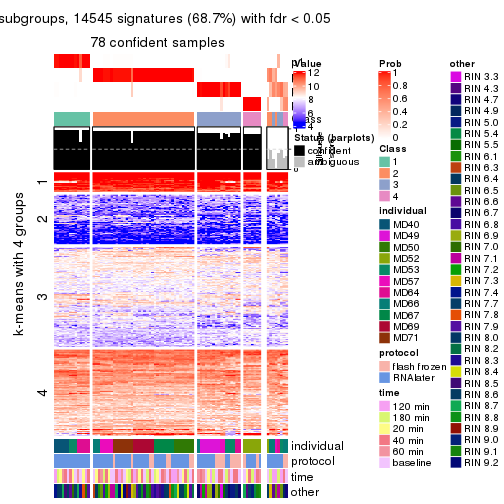 subgroups, 14545 signatures (68.7%) with fdr < 0.05
78 confident samples
k-means with 4 groups
1
2
3
4
individual
protocol
time
other
Value
12
10
8
6
4
Status (barplots)
confident
ambiguous
Prob
1
0.8
0.6
0.4
0.2
0
Class
1
2
3
4
individual
MD40
MD49
MD50
MD52
MD53
MD57
MD64
MD66
MD67
MD69
MD71
protocol
flash frozen
RNAlater
time
120 min
180 min
20 min
40 min
60 min
baseline
other
RIN 3.3
RIN 4.3
RIN 4.7
RIN 4.9
RIN 5.0
RIN 5.4
RIN 5.5
RIN 6.1
RIN 6.3
RIN 6.4
RIN 6.5
RIN 6.6
RIN 6.7
RIN 6.8
RIN 6.9
RIN 7.0
RIN 7.1
RIN 7.2
RIN 7.3
RIN 7.4
RIN 7.7
RIN 7.8
RIN 7.9
RIN 8.0
RIN 8.2
RIN 8.3
RIN 8.4
RIN 8.5
RIN 8.6
RIN 8.7
RIN 8.8
RIN 8.9
RIN 9.0
RIN 9.1
RIN 9.2